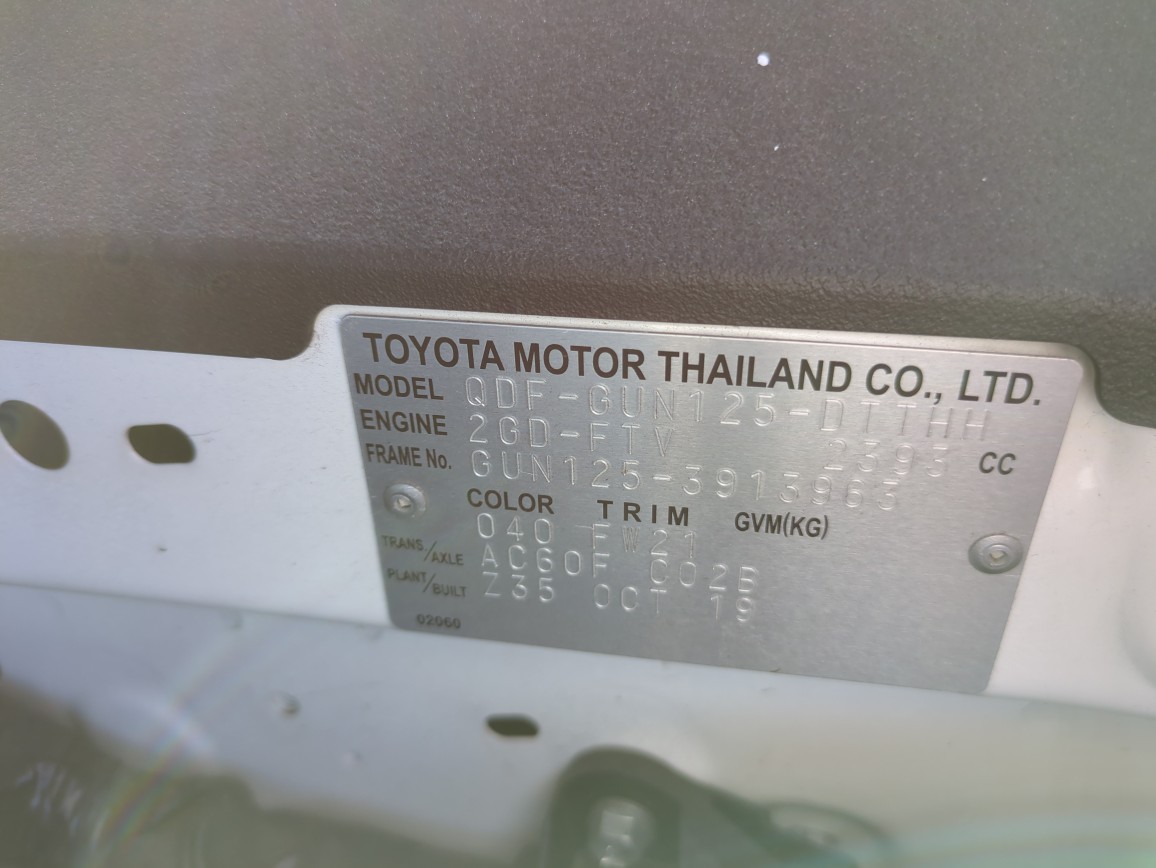 TOYOTA MOTOR THAILAND CO., LTD.
MODEL QDF-GUN125-DTTHH
ENGINE 2GD-FTV 2393 CC
FRAME No. GUN125-3913963
COLOR TRIM GVM(KG)
040 FW21
TRANS./AXLE AC60F C02B
PLANT/BUILT Z35 OCT 19
02060